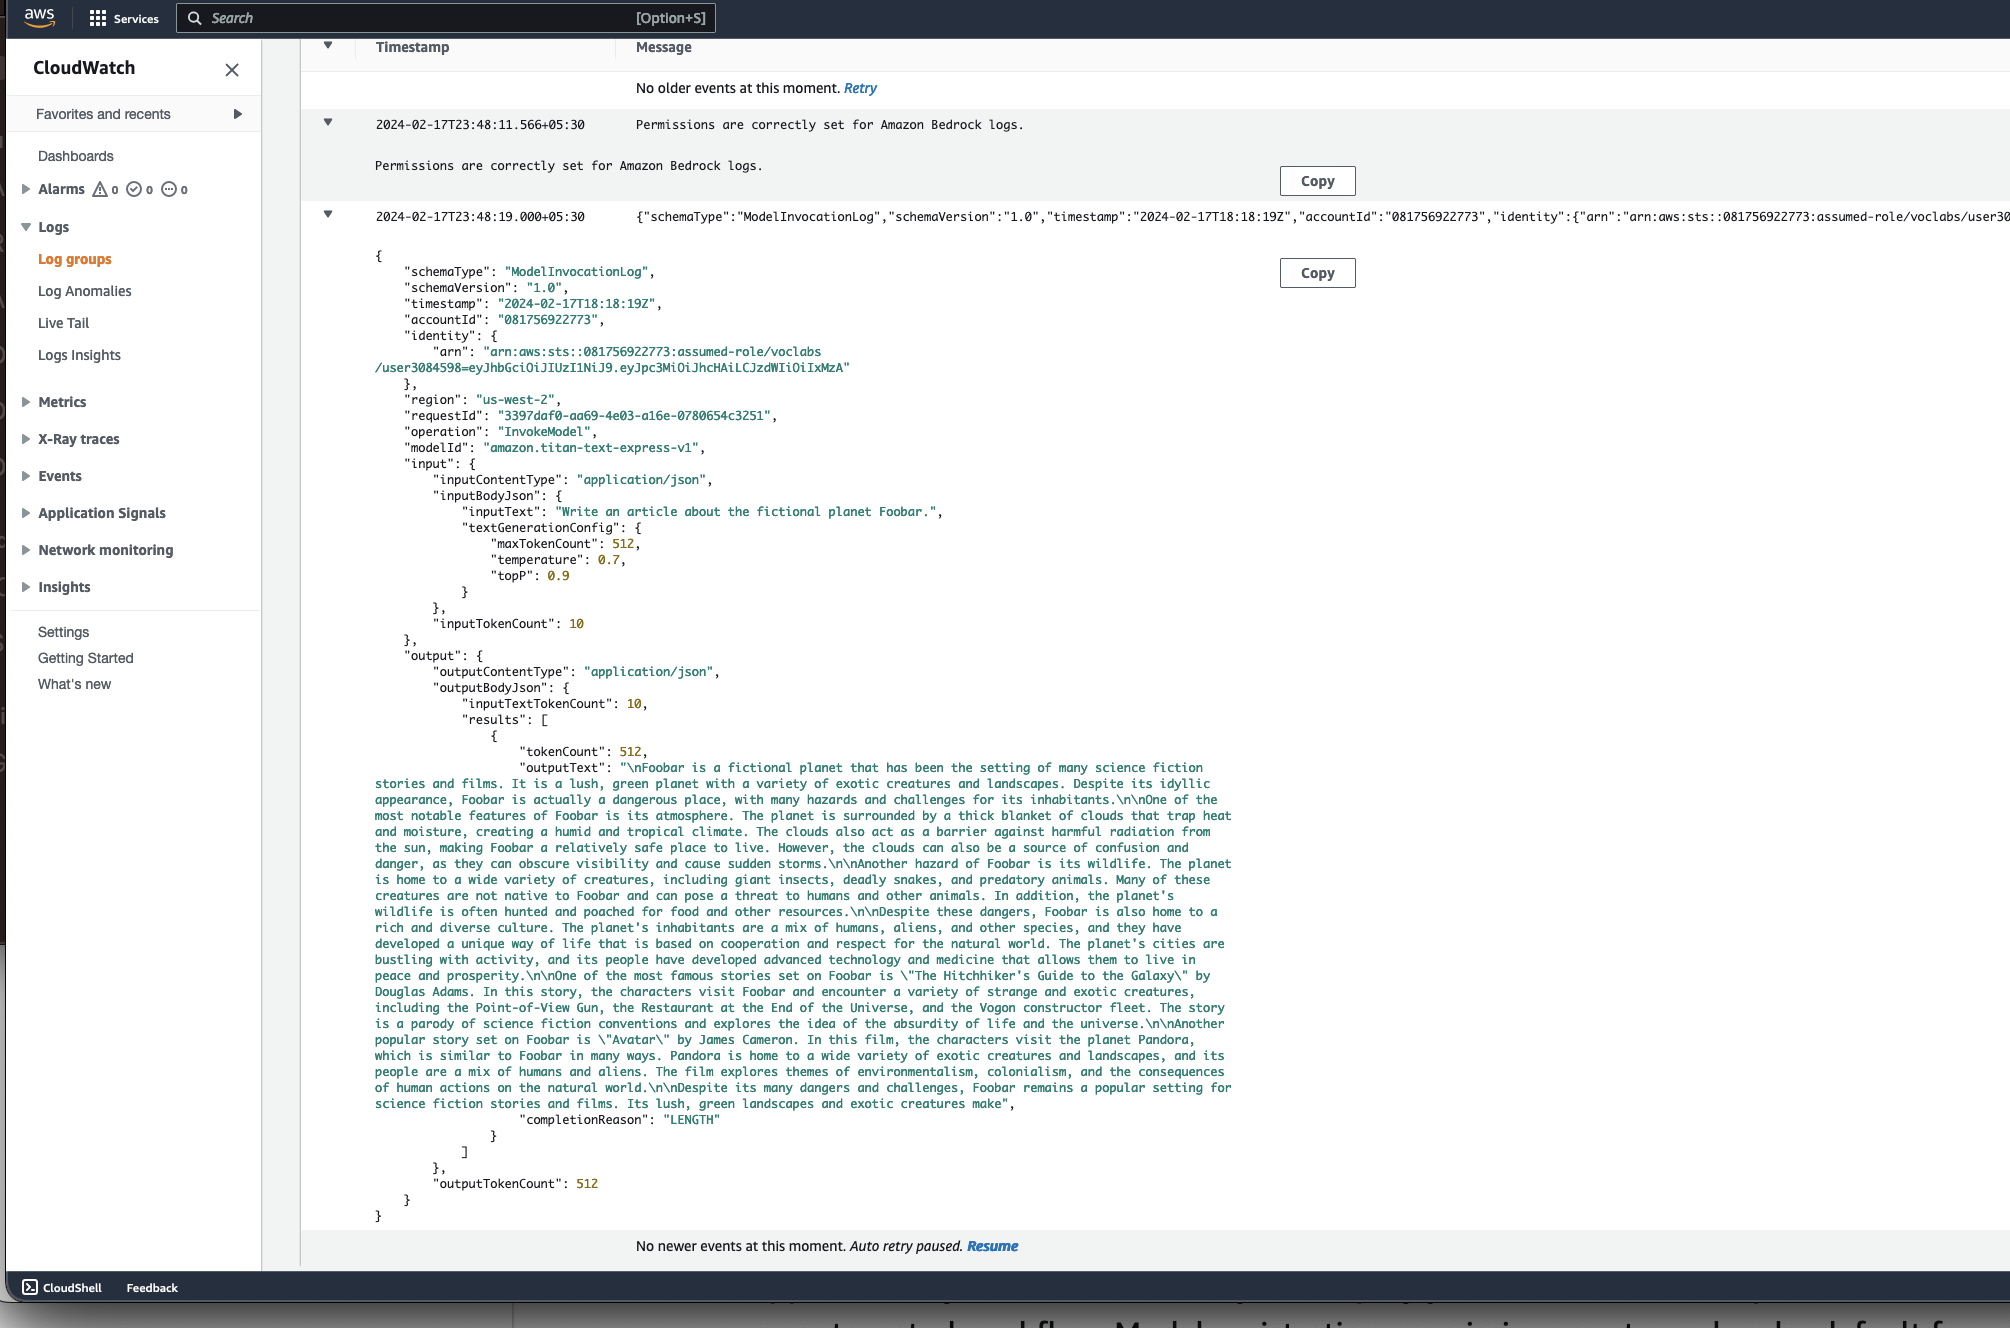 aws
Services
Search
[Option+S]
CloudWatch
Favorites and recents
Dashboards
Alarms 0 0 0
Logs
Log groups
Log Anomalies
Live Tail
Logs Insights
Metrics
X-Ray traces
Events
Application Signals
Network monitoring
Insights
Settings
Getting Started
What's new
Timestamp Message
No older events at this moment. Retry
2024-02-17T23:48:11.566+05:30 Permissions are correctly set for Amazon Bedrock logs.
Permissions are correctly set for Amazon Bedrock logs.
Copy
2024-02-17T23:48:19.000+05:30 {"schemaType":"ModelInvocationLog","schemaVersion":"1.0","timestamp":"2024-02-17T18:18:19Z","accountId":"081756922773","identity":{"arn":"arn:aws:sts::081756922773:assumed-role/voclabs/user30
Copy
{
"schemaType": "ModelInvocationLog",
"schemaVersion": "1.0",
"timestamp": "2024-02-17T18:18:19Z",
"accountId": "081756922773",
"identity": {
"arn": "arn:aws:sts::081756922773:assumed-role/voclabs
/user3084598=eyJhbGciOiJIUzI1NiJ9.eyJpc3MiOiJhcHAiLCJzdWIiOiIxMzA"
},
"region": "us-west-2",
"requestId": "3397daf0-aa69-4e03-a16e-0780654c3251",
"operation": "InvokeModel",
"modelId": "amazon.titan-text-express-v1",
"input": {
"inputContentType": "application/json",
"inputBodyJson": {
"inputText": "Write an article about the fictional planet Foobar.",
"textGenerationConfig": {
"maxTokenCount": 512,
"temperature": 0.7,
"topP": 0.9
}
},
"inputTokenCount": 10
},
"output": {
"outputContentType": "application/json",
"outputBodyJson": {
"inputTextTokenCount": 10,
"results": [
{
"tokenCount": 512,
"outputText": "\nFoobar is a fictional planet that has been the setting of many science fiction
stories and films. It is a lush, green planet with a variety of exotic creatures and landscapes. Despite its idyllic
appearance, Foobar is actually a dangerous place, with many hazards and challenges for its inhabitants.\n\nOne of the
most notable features of Foobar is its atmosphere. The planet is surrounded by a thick blanket of clouds that trap heat
and moisture, creating a humid and tropical climate. The clouds also act as a barrier against harmful radiation from
the sun, making Foobar a relatively safe place to live. However, the clouds can also be a source of confusion and
danger, as they can obscure visibility and cause sudden storms.\n\nAnother hazard of Foobar is its wildlife. The planet
is home to a wide variety of creatures, including giant insects, deadly snakes, and predatory animals. Many of these
creatures are not native to Foobar and can pose a threat to humans and other animals. In addition, the planet's
wildlife is often hunted and poached for food and other resources.\n\nDespite these dangers, Foobar is also home to a
rich and diverse culture. The planet's inhabitants are a mix of humans, aliens, and other species, and they have
developed a unique way of life that is based on cooperation and respect for the natural world. The planet's cities are
bustling with activity, and its people have developed advanced technology and medicine that allows them to live in
peace and prosperity.\n\nOne of the most famous stories set on Foobar is \"The Hitchhiker's Guide to the Galaxy\" by
Douglas Adams. In this story, the characters visit Foobar and encounter a variety of strange and exotic creatures,
including the Point-of-View Gun, the Restaurant at the End of the Universe, and the Vogon constructor fleet. The story
is a parody of science fiction conventions and explores the idea of the absurdity of life and the universe.\n\nAnother
popular story set on Foobar is \"Avatar\" by James Cameron. In this film, the characters visit the planet Pandora,
which is similar to Foobar in many ways. Pandora is home to a wide variety of exotic creatures and landscapes, and its
people are a mix of humans and aliens. The film explores themes of environmentalism, colonialism, and the consequences
of human actions on the natural world.\n\nDespite its many dangers and challenges, Foobar remains a popular setting for
science fiction stories and films. Its lush, green landscapes and exotic creatures make",
"completionReason": "LENGTH"
}
]
},
"outputTokenCount": 512
}
}
No newer events at this moment. Auto retry paused. Resume
CloudShell
Feedback